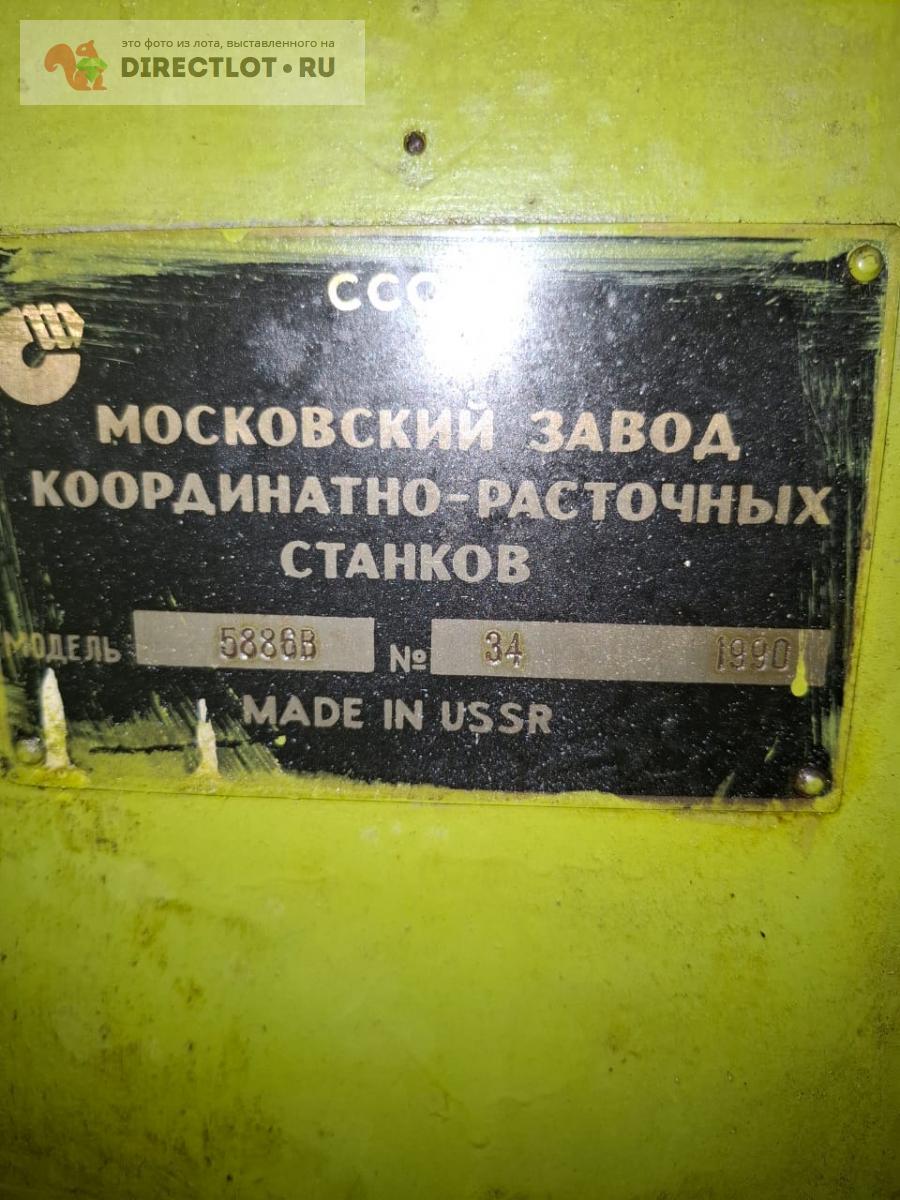 это фото из лота, выставленного на
DIRECTLOT.RU
МОСКОВСКИЙ ЗАВОД
КООРДИНАТНО-РАСТОЧНЫХ
СТАНКОВ
МОДЕЛЬ 5886В № 34 1990
MADE IN USSR